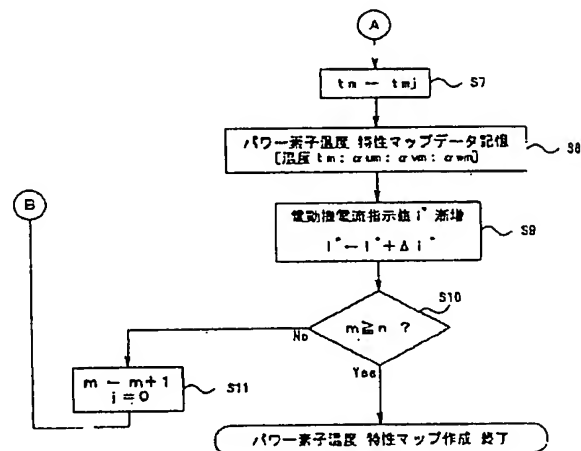 A
tm ← tmj
S7
パワー素子温度 特性マップデータ記憶
[温度 tm : αum : αvm : αwm]
S8
B
電動機電流指示値 i* 漸増
i* ← i* + Δ i*
S9
S10
m ≧ n ?
No
Yes
m ← m+1
j = 0
S11
パワー素子温度 特性マップ作成 終了